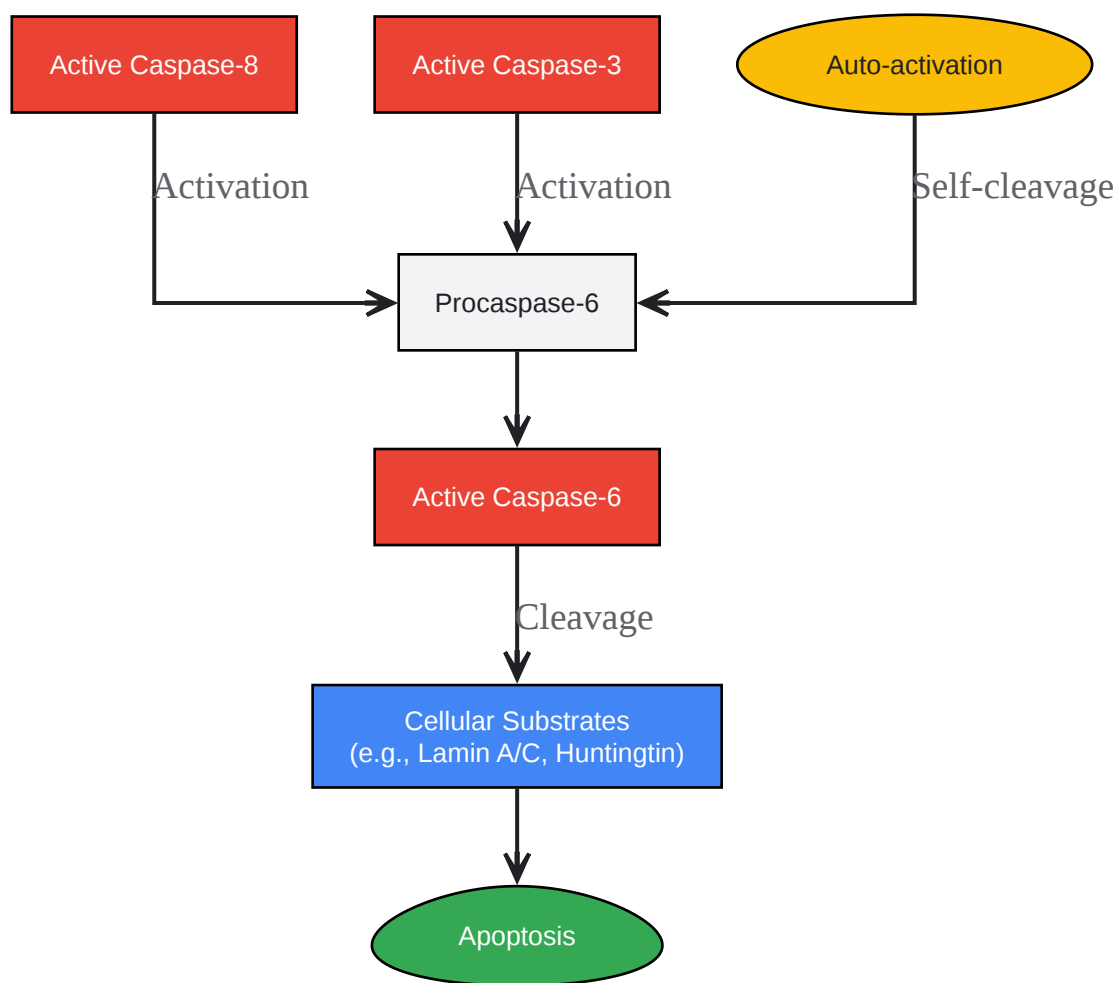 Active Caspase-8
Active Caspase-3
Auto-activation
Activation
Activation
Self-cleavage
Procaspase-6
Active Caspase-6
Cleavage
Cellular Substrates
(e.g., Lamin A/C, Huntingtin)
Apoptosis